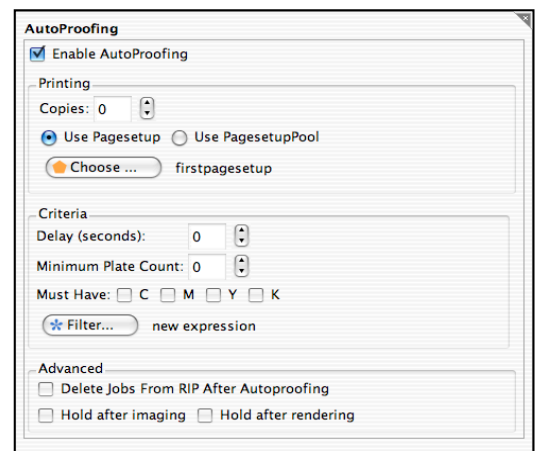 AutoProofing
Enable AutoProofing
Printing
Copies: 0
Use Pagesetup Use PagesetupPool
Choose ... firstpagesetup
Criteria
Delay (seconds): 0
Minimum Plate Count: 0
Must Have: C M Y K
Filter... new expression
Advanced
Delete Jobs From RIP After Autoproofing
Hold after imaging Hold after rendering